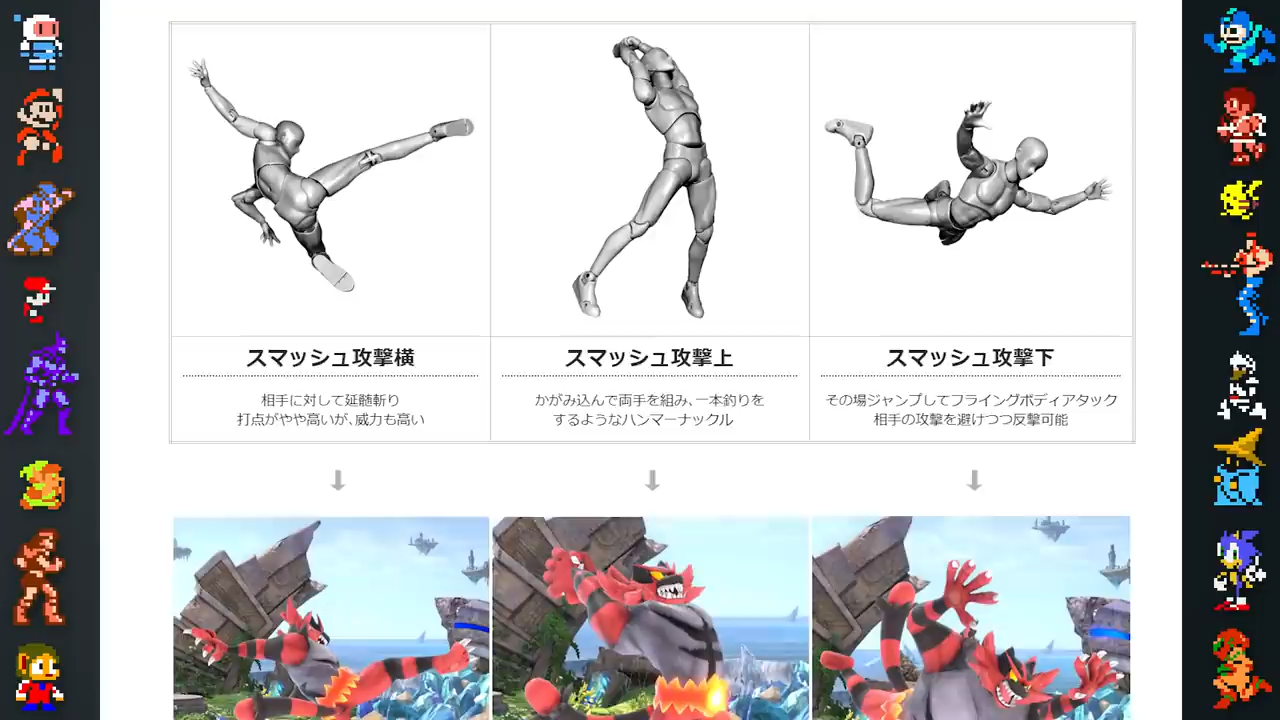 スマッシュ攻撃横
相手に対して延髄斬り
打点がやや高いが、威力も高い
スマッシュ攻撃上
かがみ込んで両手を組み、一本釣りを
するようなハンマーナックル
スマッシュ攻撃下
その場ジャンプしてフライングボディアタック
相手の攻撃を避けつつ反撃可能